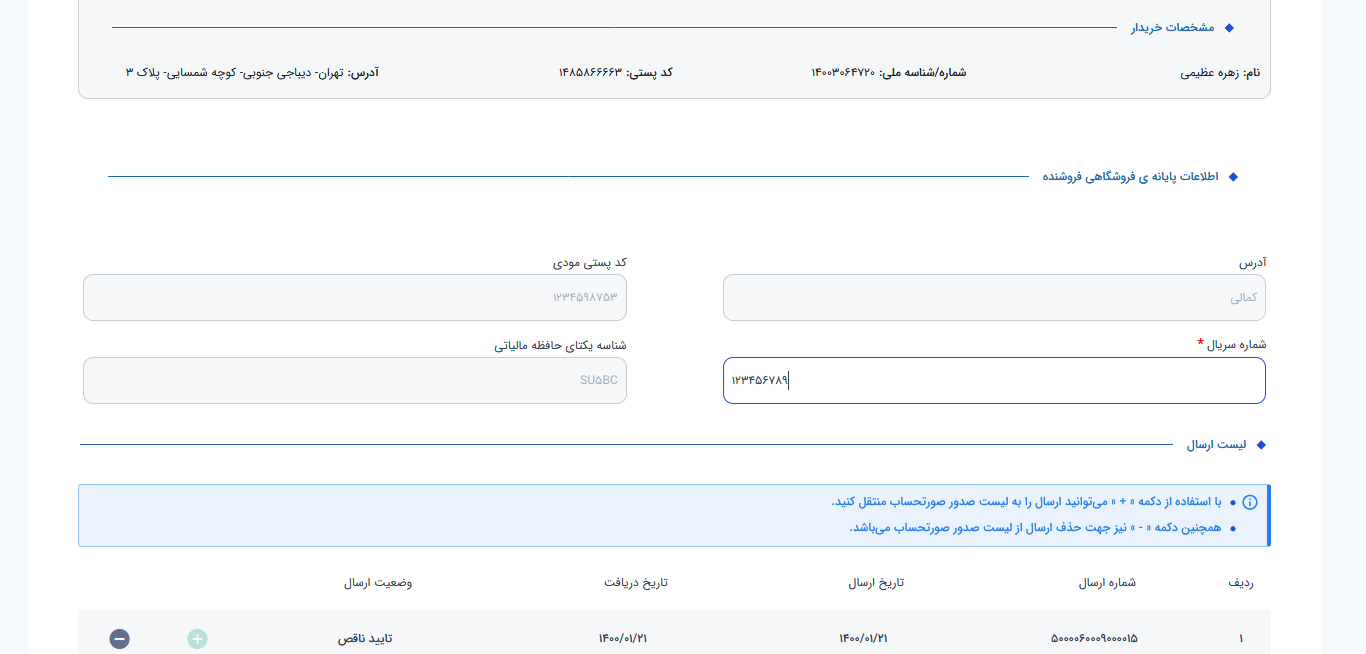 مشخصات خریدار
نام: زهره عظیمی شماره/شناسه ملی: ۱۴۰۰۳۰۶۴۷۲۰ کد پستی: ۱۴۸۵۸۶۶۶۶۳ آدرس: تهران- دیباجی جنوبی- کوچه شمسایی- پلاک ۳
اطلاعات پایانه ی فروشگاهی فروشنده
آدرس کد پستی مودی
کمالی ۱۲۳۴۵۹۸۷۵۳
شماره سریال * شناسه یکتای حافظه مالیاتی
۱۲۳۴۵۶۷۸۹ SU۵BC
لیست ارسال
با استفاده از دکمه « + » می‌توانید ارسال را به لیست صدور صورتحساب منتقل کنید.
همچنین دکمه « - » نیز جهت حذف ارسال از لیست صدور صورتحساب می‌باشد.
ردیف شماره ارسال تاریخ ارسال تاریخ دریافت وضعیت ارسال
۱ ۵۰۰۰۰۶۰۰۰۹۰۰۰۰۱۵ ۱۴۰۰/۰۱/۲۱ ۱۴۰۰/۰۱/۲۱ تایید ناقص